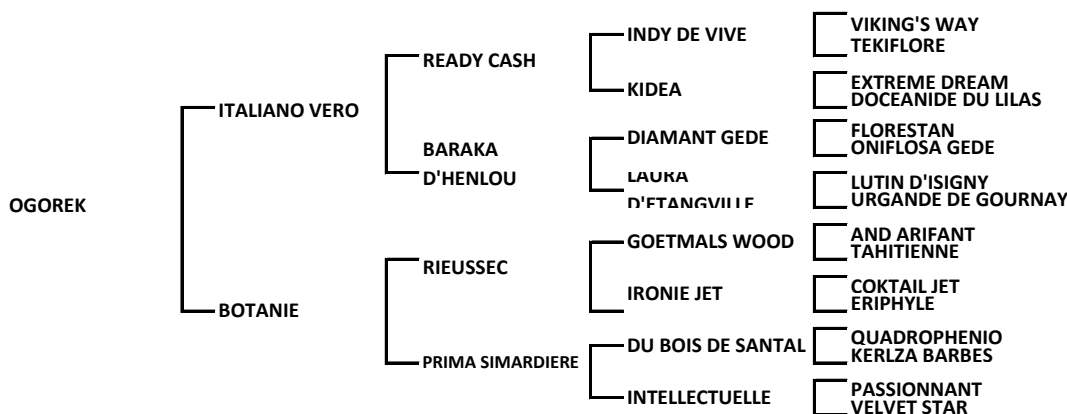 VIKING'S WAY
INDY DE VIVE
TEKIFLORE
READY CASH
EXTREME DREAM
KIDEA
DOCEANIDE DU LILAS
ITALIANO VERO
FLORESTAN
DIAMANT GEDE
BARAKA
ONIFLOSA GEDE
D'HENLOU
LAURA
LUTIN D'ISIGNY
D'ETANGVILLE
URGANDE DE GOURNAY
OGOREK
AND ARIFANT
GOETMALS WOOD
TAHITIENNE
RIEUSSEC
COKTAIL JET
IRONIE JET
ERIPHYLE
BOTANIE
QUADROPHENIO
DU BOIS DE SANTAL
KERLZA BARBES
PRIMA SIMARDIERE
PASSIONNANT
INTELLECTUELLE
VELVET STAR